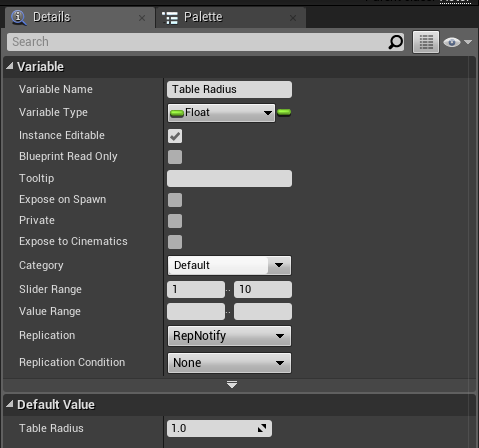 Details
Palette
Search
Variable
Variable Name Table Radius
Variable Type Float
Instance Editable
Blueprint Read Only
Tooltip
Expose on Spawn
Private
Expose to Cinematics
Category Default
Slider Range 1 .. 10
Value Range ..
Replication RepNotify
Replication Condition None
Default Value
Table Radius 1.0